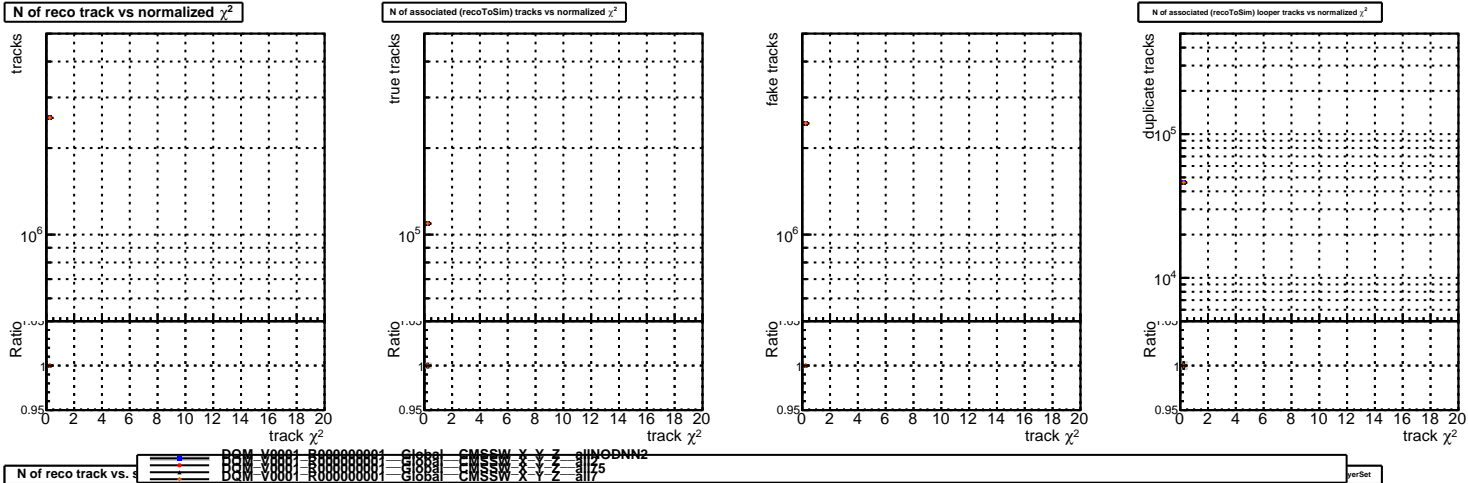 N of reco track vs normalized χ²
N of associated (recoToSim) tracks vs normalized χ²
N of associated (recoToSim) looper tracks vs normalized χ²
tracks
10⁶
Ratio
1
0.95
0 2 4 6 8 10 12 14 16 18 20
track χ²
true tracks
10⁵
Ratio
1
0.95
0 2 4 6 8 10 12 14 16 18 20
track χ²
fake tracks
10⁶
Ratio
1
0.95
0 2 4 6 8 10 12 14 16 18 20
track χ²
duplicate tracks
10⁵
10⁴
Ratio
1
0.95
0 2 4 6 8 10 12 14 16 18 20
track χ²
DQM_V0001_R000000001__Global__CMSSW_X_Y_Z__allNODNN2
DQM_V0001_R000000001__Global__CMSSW_X_Y_Z
DQM_V0001_R000000001__Global__CMSSW_X_Y_Z
DQM_V0001_R000000001__Global__CMSSW_X_Y_Z__all7
N of reco track vs. s
yerSet